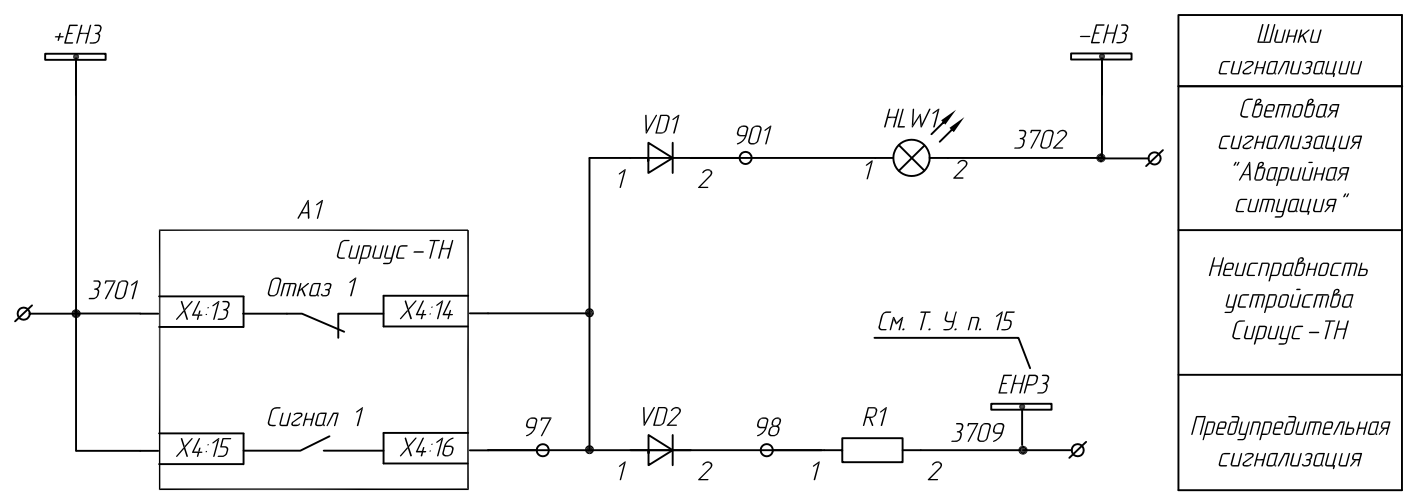 +ЕН3
–ЕН3
Шинки
сигнализации
VD1
901
HLW1
3702
1
2
1
2
Световая
сигнализация
"Аварийная
ситуация"
А1
Сириус –ТН
3701
Х4:13
Отказ 1
Х4:14
Неисправность
устройства
Сириус –ТН
См. Т. У. п. 15
ЕНР3
Х4:15
Сигнал 1
Х4:16
97
VD2
98
R1
3709
1
2
1
2
Предупредительная
сигнализация